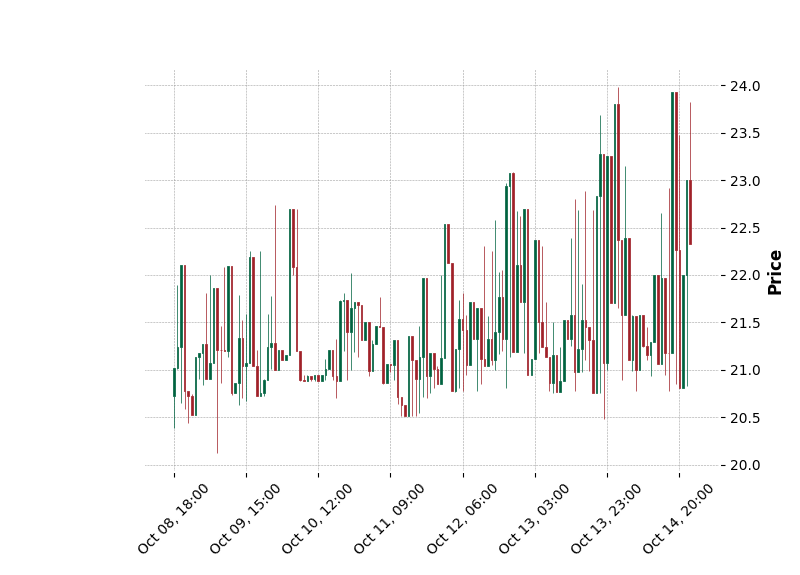 24.0
23.5
23.0
22.5
22.0
21.5
21.0
20.5
20.0
Price
Oct 08, 18:00
Oct 09, 15:00
Oct 10, 12:00
Oct 11, 09:00
Oct 12, 06:00
Oct 13, 03:00
Oct 13, 23:00
Oct 14, 20:00